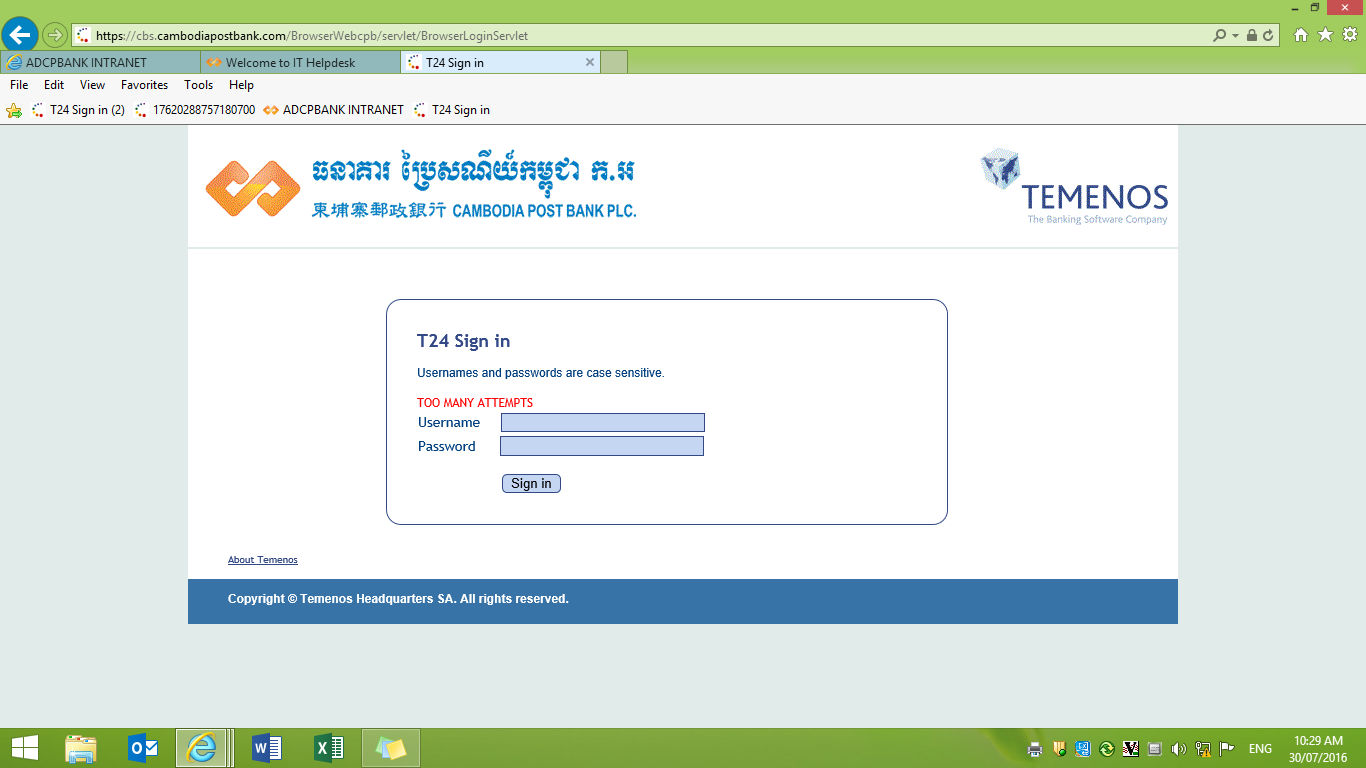 https://cbs.cambodiapostbank.com/BrowserWebcpb/servlet/BrowserLoginServlet
ADCPBANK INTRANET
Welcome to IT Helpdesk
T24 Sign in
File Edit View Favorites Tools Help
T24 Sign in (2) 17620288757180700 ADCPBANK INTRANET T24 Sign in
ធនាគារ ប្រៃសណីយ៍កម្ពុជា ក.អ
柬埔寨郵政銀行 CAMBODIA POST BANK PLC.
TEMENOS
The Banking Software Company
T24 Sign in
Usernames and passwords are case sensitive.
TOO MANY ATTEMPTS
Username
Password
Sign in
About Temenos
Copyright © Temenos Headquarters SA. All rights reserved.
ENG
10:29 AM
30/07/2016